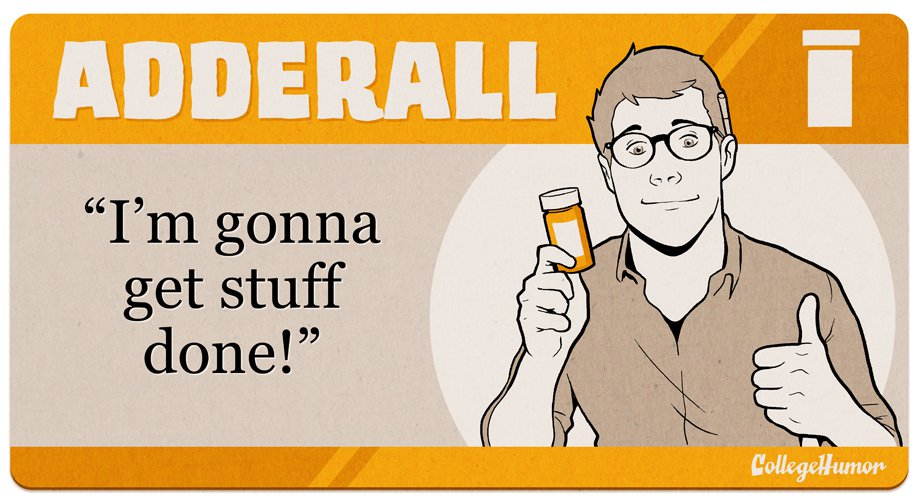 ADDERALL
“I’m gonna
get stuff
done!”
CollegeHumor